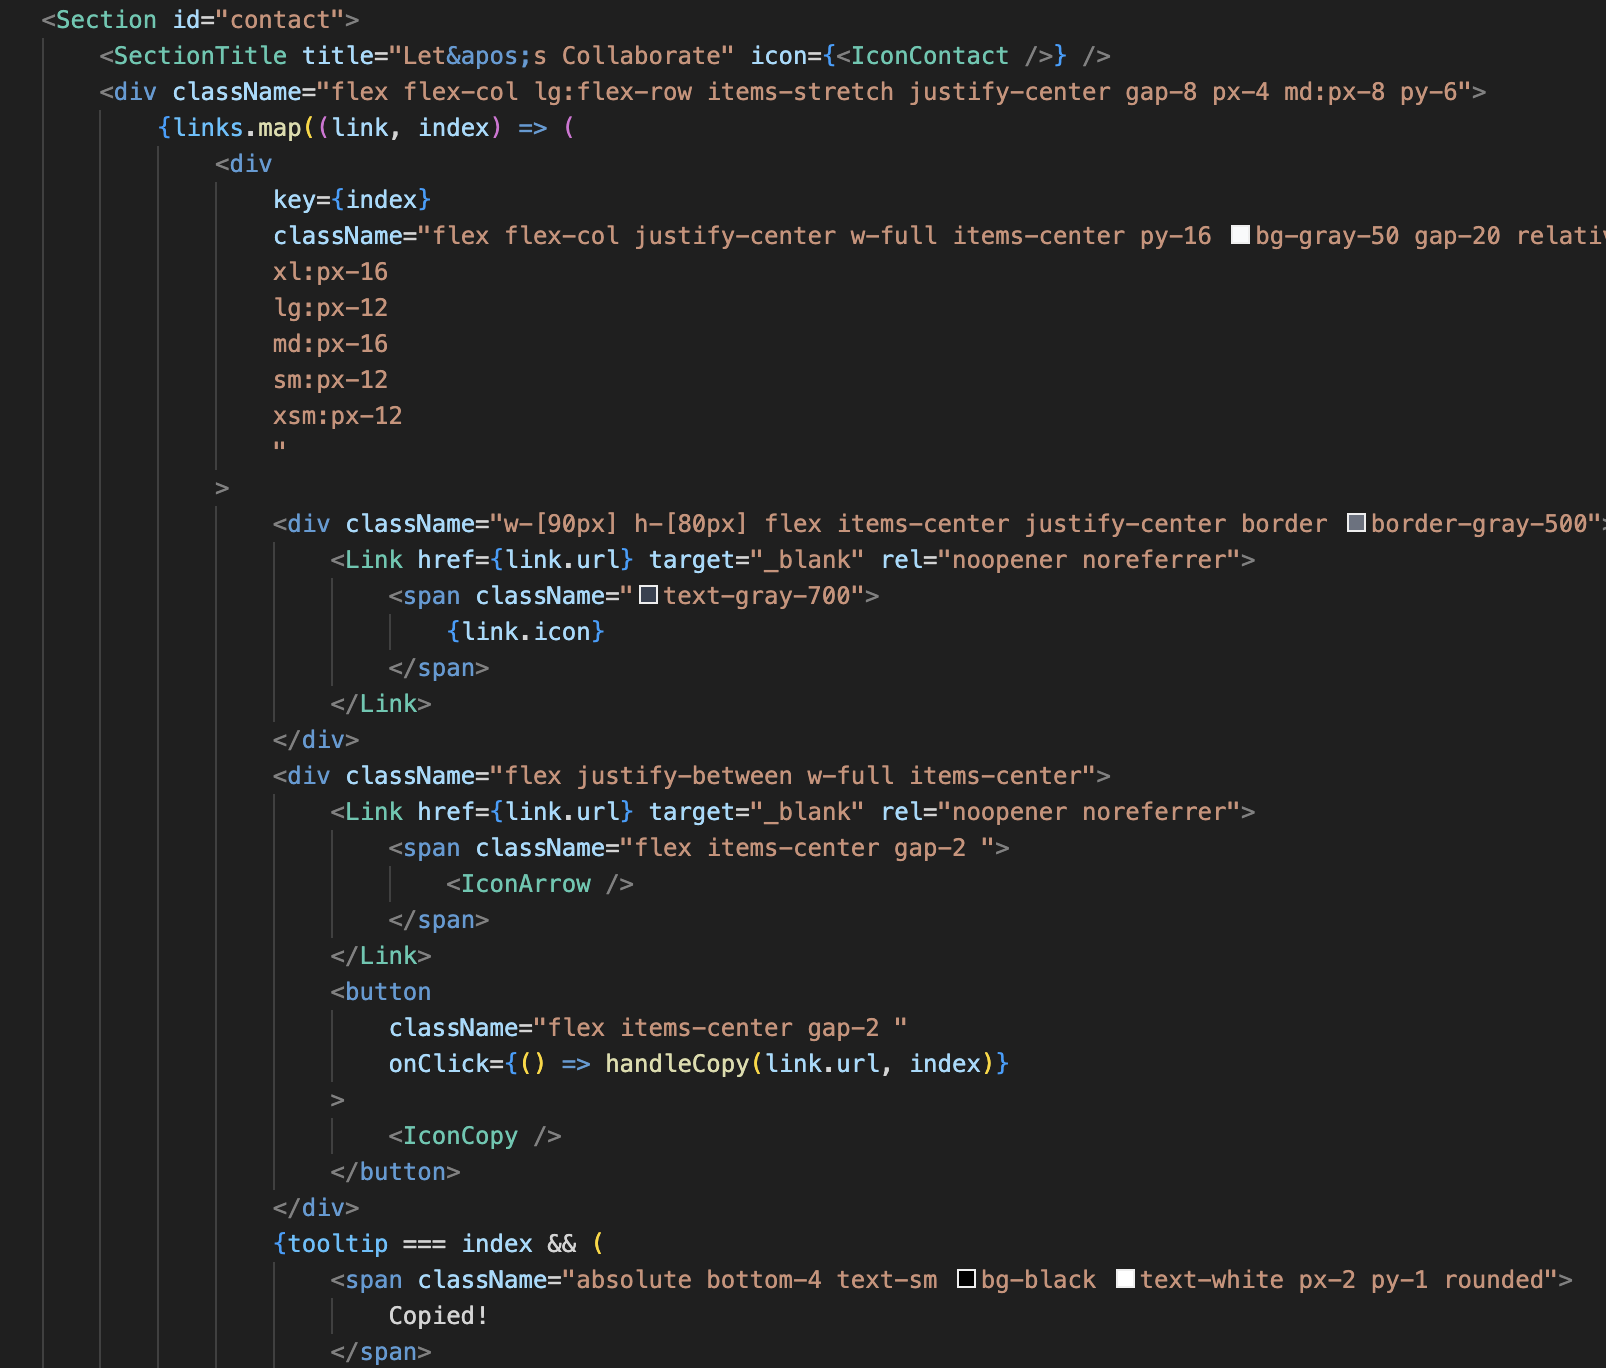 <Section id="contact">
<SectionTitle title="Let&apos;s Collaborate" icon={<IconContact />} />
<div className="flex flex-col lg:flex-row items-stretch justify-center gap-8 px-4 md:px-8 py-6">
{links.map((link, index) => (
<div
key={index}
className="flex flex-col justify-center w-full items-center py-16 bg-gray-50 gap-20
xl:px-16
lg:px-12
md:px-16
sm:px-12
xsm:px-12
"
>
<div className="w-[90px] h-[80px] flex items-center justify-center border border-gray-500">
<Link href={link.url} target="_blank" rel="noopener noreferrer">
<span className="text-gray-700">
{link.icon}
</span>
</Link>
</div>
<div className="flex justify-between w-full items-center">
<Link href={link.url} target="_blank" rel="noopener noreferrer">
<span className="flex items-center gap-2 ">
<IconArrow />
</span>
</Link>
<button
className="flex items-center gap-2 "
onClick={() => handleCopy(link.url, index)}
>
<IconCopy />
</button>
</div>
{tooltip === index && (
<span className="absolute bottom-4 text-sm bg-black text-white px-2 py-1 rounded">
Copied!
</span>